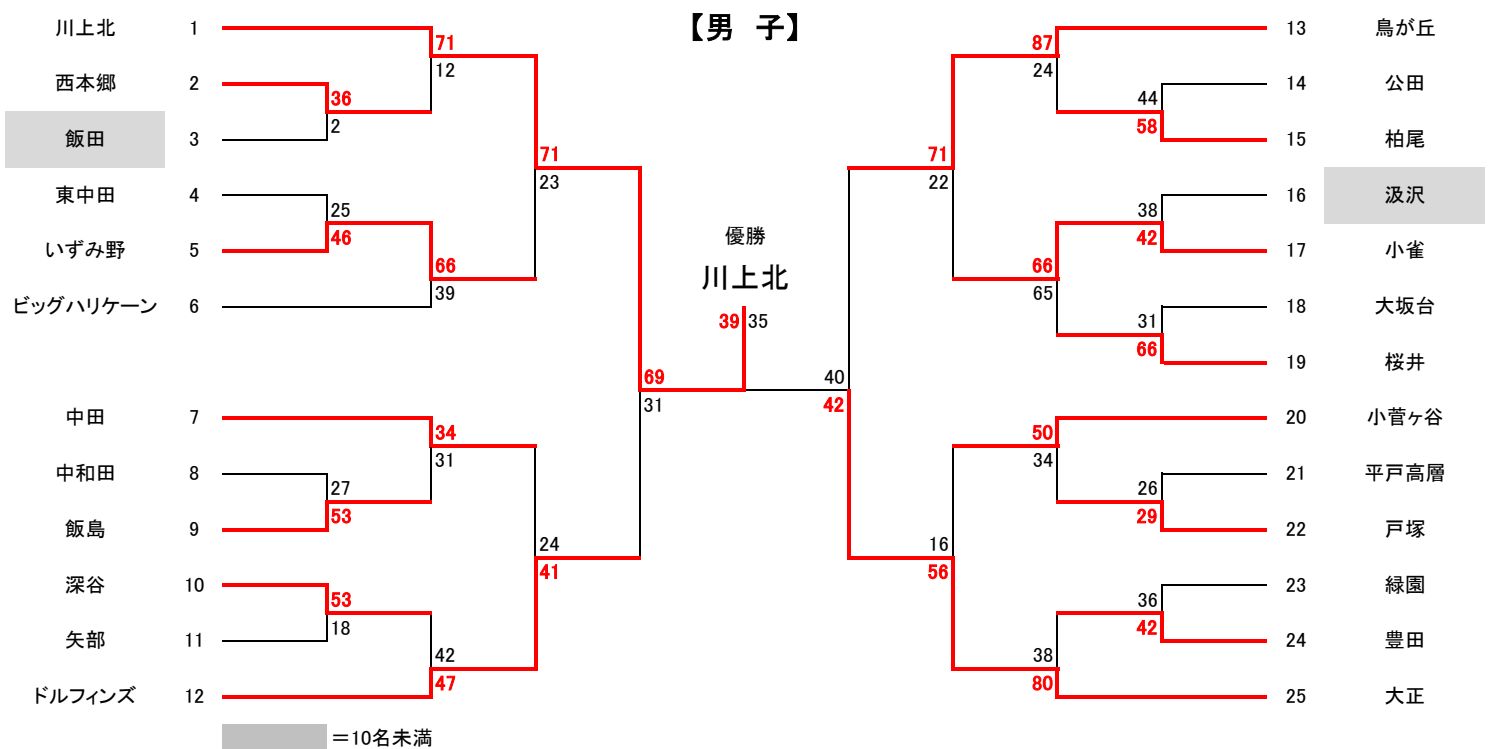 【男 子】
川上北 1
西本郷 2
飯田 3
東中田 4
いずみ野 5
ビッグハリケーン 6
中田 7
中和田 8
飯島 9
深谷 10
矢部 11
ドルフィンズ 12
71
12
36
2
25
46
66
39
71
23
34
31
27
53
53
18
42
47
24
41
69
31
優勝
川上北
39 35
40
42
71
22
16
56
87
24
44
58
38
42
66
65
31
66
50
34
26
29
36
42
38
80
13 鳥が丘
14 公田
15 柏尾
16 汲沢
17 小雀
18 大坂台
19 桜井
20 小菅ヶ谷
21 平戸高層
22 戸塚
23 緑園
24 豊田
25 大正
＝10名未満